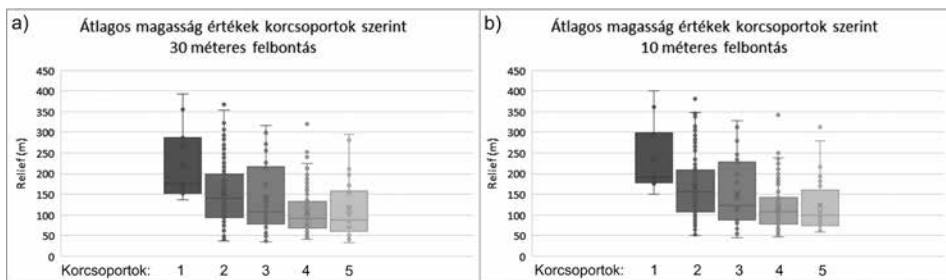 a)
Átlagos magasság értékek korcsoportok szerint
30 méteres felbontás
450
400
350
300
250
200
150
100
50
0
Relief (m)
Korcsoportok: 1 2 3 4 5
b)
Átlagos magasság értékek korcsoportok szerint
10 méteres felbontás
450
400
350
300
250
200
150
100
50
0
Relief (m)
Korcsoportok: 1 2 3 4 5